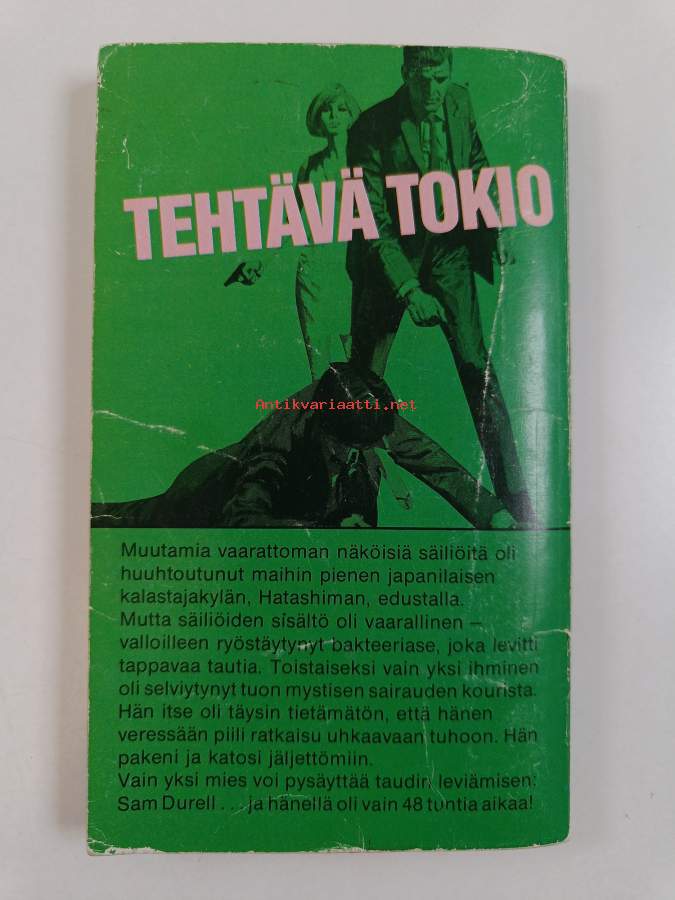 TEHTÄVÄ TOKIO
Antikvariaatti.net
Muutamia vaarattoman näköisiä säiliöitä oli
huuhtoutunut maihin pienen japanilaisen
kalastajakylän, Hatashiman, edustalla.
Mutta säiliöiden sisältö oli vaarallinen –
valloilleen ryöstäytynyt bakteeriase, joka levitti
tappavaa tautia. Toistaiseksi vain yksi ihminen
oli selviytynyt tuon mystisen sairauden kourista.
Hän itse oli täysin tietämätön, että hänen
veressään piili ratkaisu uhkaavaan tuhoon. Hän
pakeni ja katosi jäljettömiin.
Vain yksi mies voi pysäyttää taudin leviämisen:
Sam Durell . . . ja hänellä oli vain 48 tuntia aikaa!